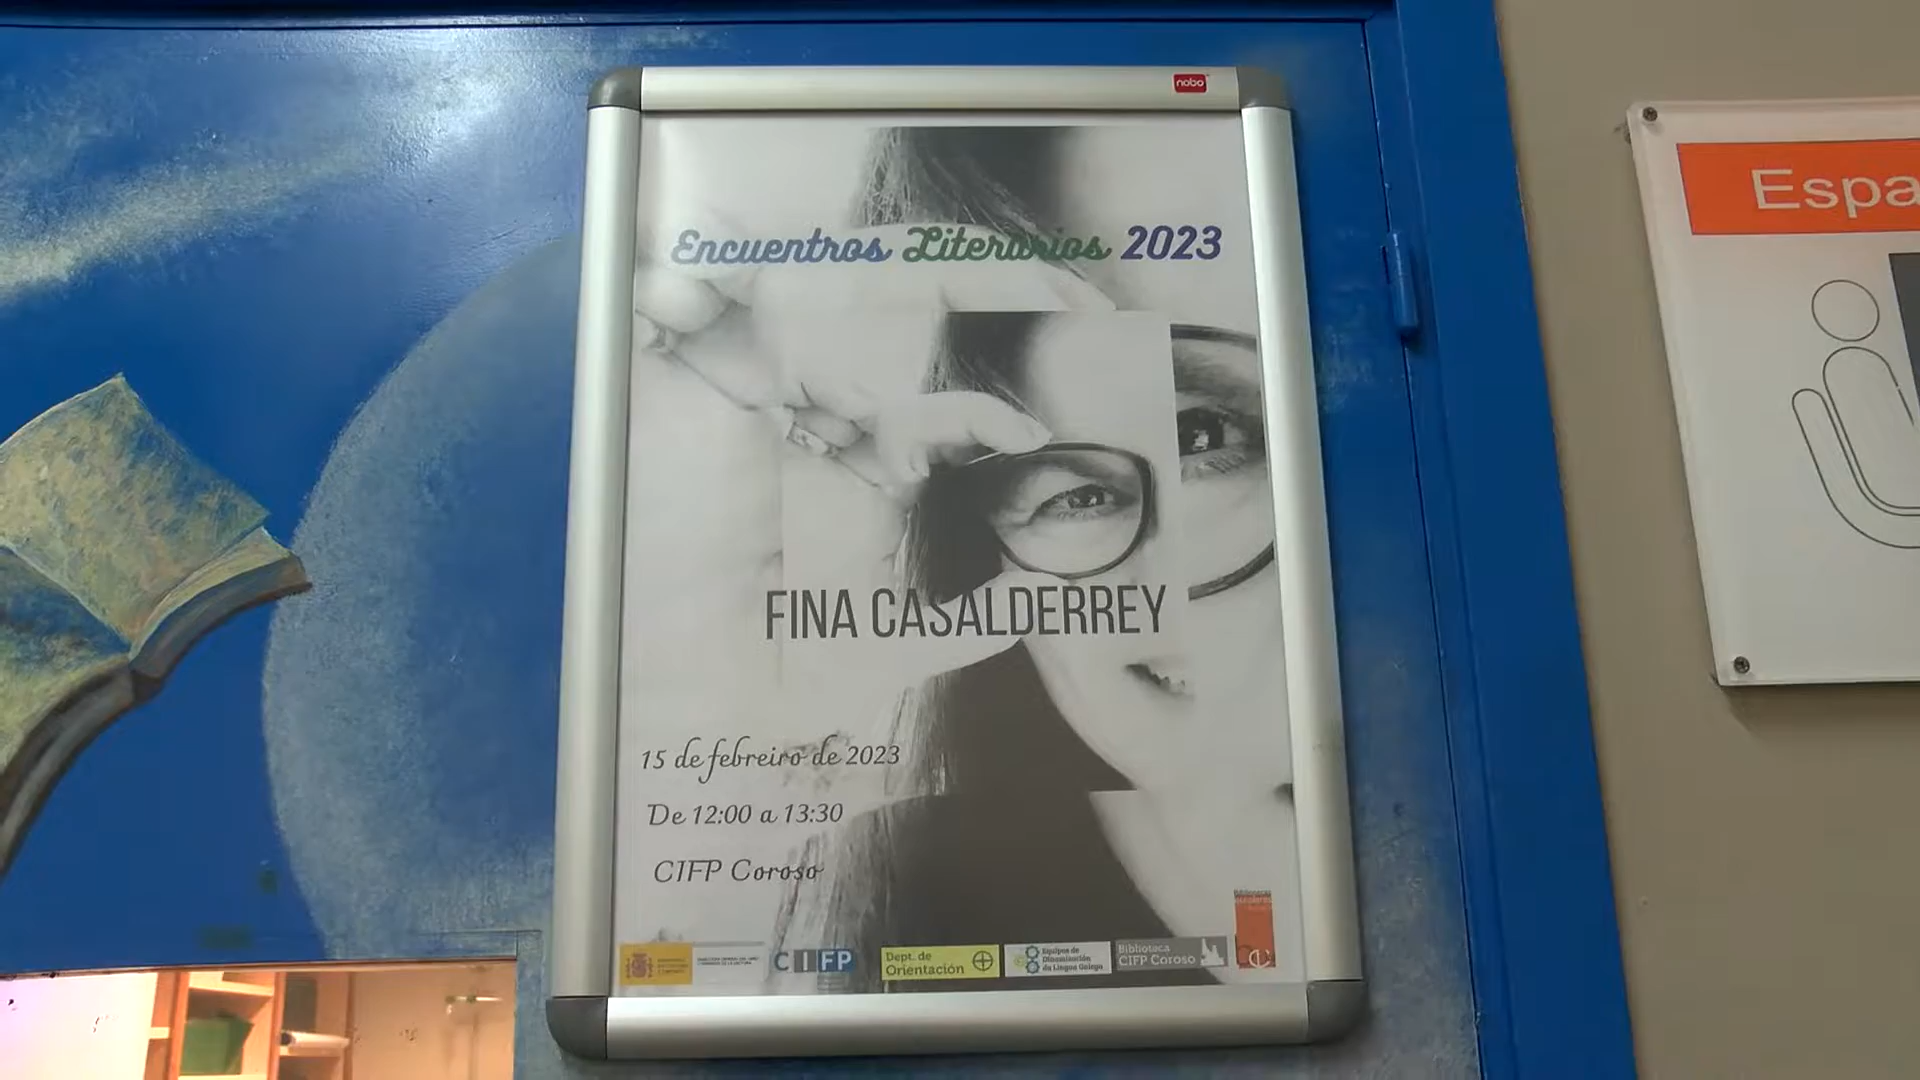 nobo
Encuentros Literarios 2023
FINA CASALDERREY
15 de febreiro de 2023
De 12:00 a 13:30
CIFP Coroso
CIFP
Dept. de
Orientación
Equipos de
Dinamización
da Lingua Galega
Biblioteca
CIFP Coroso
Espa